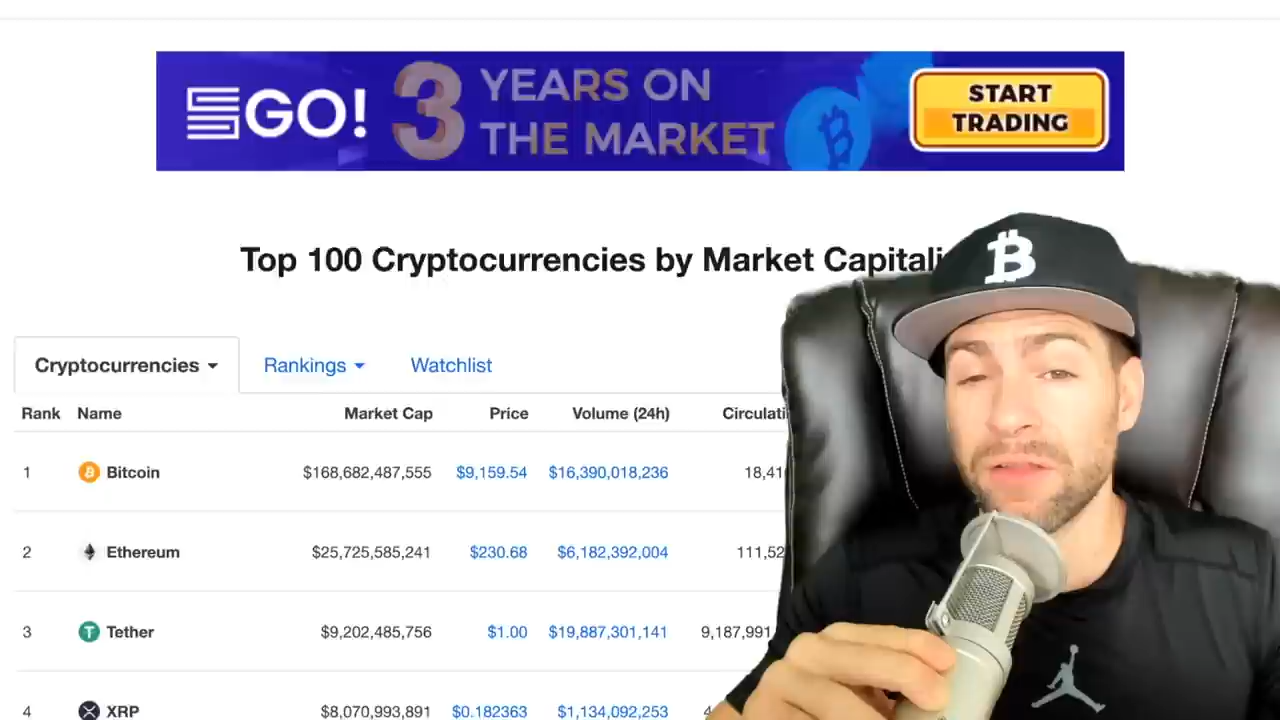 GO! 3 YEARS ON
THE MARKET
START
TRADING
Top 100 Cryptocurrencies by Market Capitali
Cryptocurrencies Rankings Watchlist
Rank Name Market Cap Price Volume (24h) Circulati
1 Bitcoin $168,682,487,555 $9,159.54 $16,390,018,236 18,41
2 Ethereum $25,725,585,241 $230.68 $6,182,392,004 111,52
3 Tether $9,202,485,756 $1.00 $19,887,301,141 9,187,991
4 XRP $8,070,993,891 $0.182363 $1,134,092,253 4